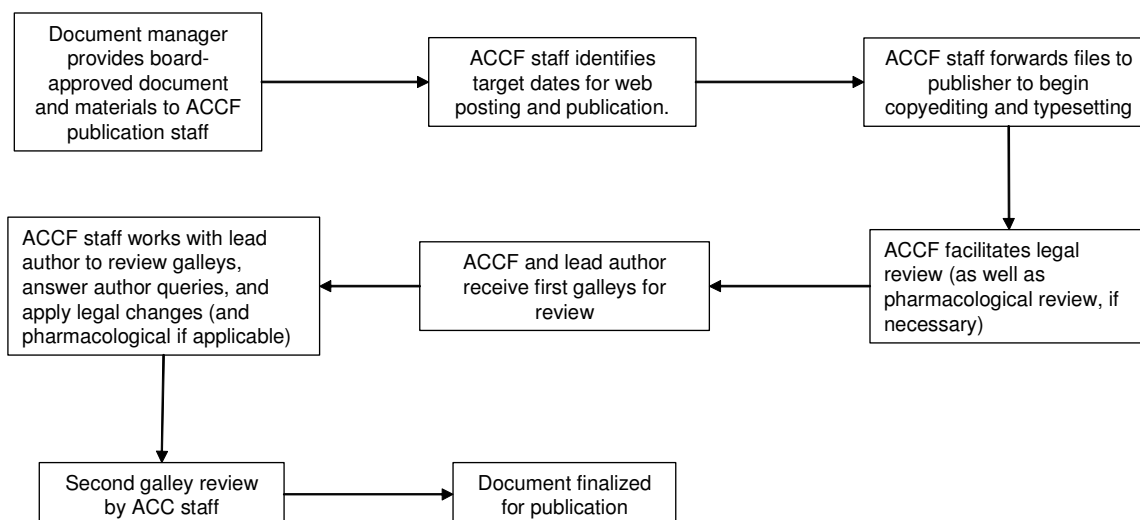 Document manager
provides board-
approved document
and materials to ACCF
publication staff
ACCF staff identifies
target dates for web
posting and publication.
ACCF staff forwards files to
publisher to begin
copyediting and typesetting
ACCF facilitates legal
review (as well as
pharmacological review, if
necessary)
ACCF and lead author
receive first galleys for
review
ACCF staff works with lead
author to review galleys,
answer author queries, and
apply legal changes (and
pharmacological if applicable)
Second galley review
by ACC staff
Document finalized
for publication